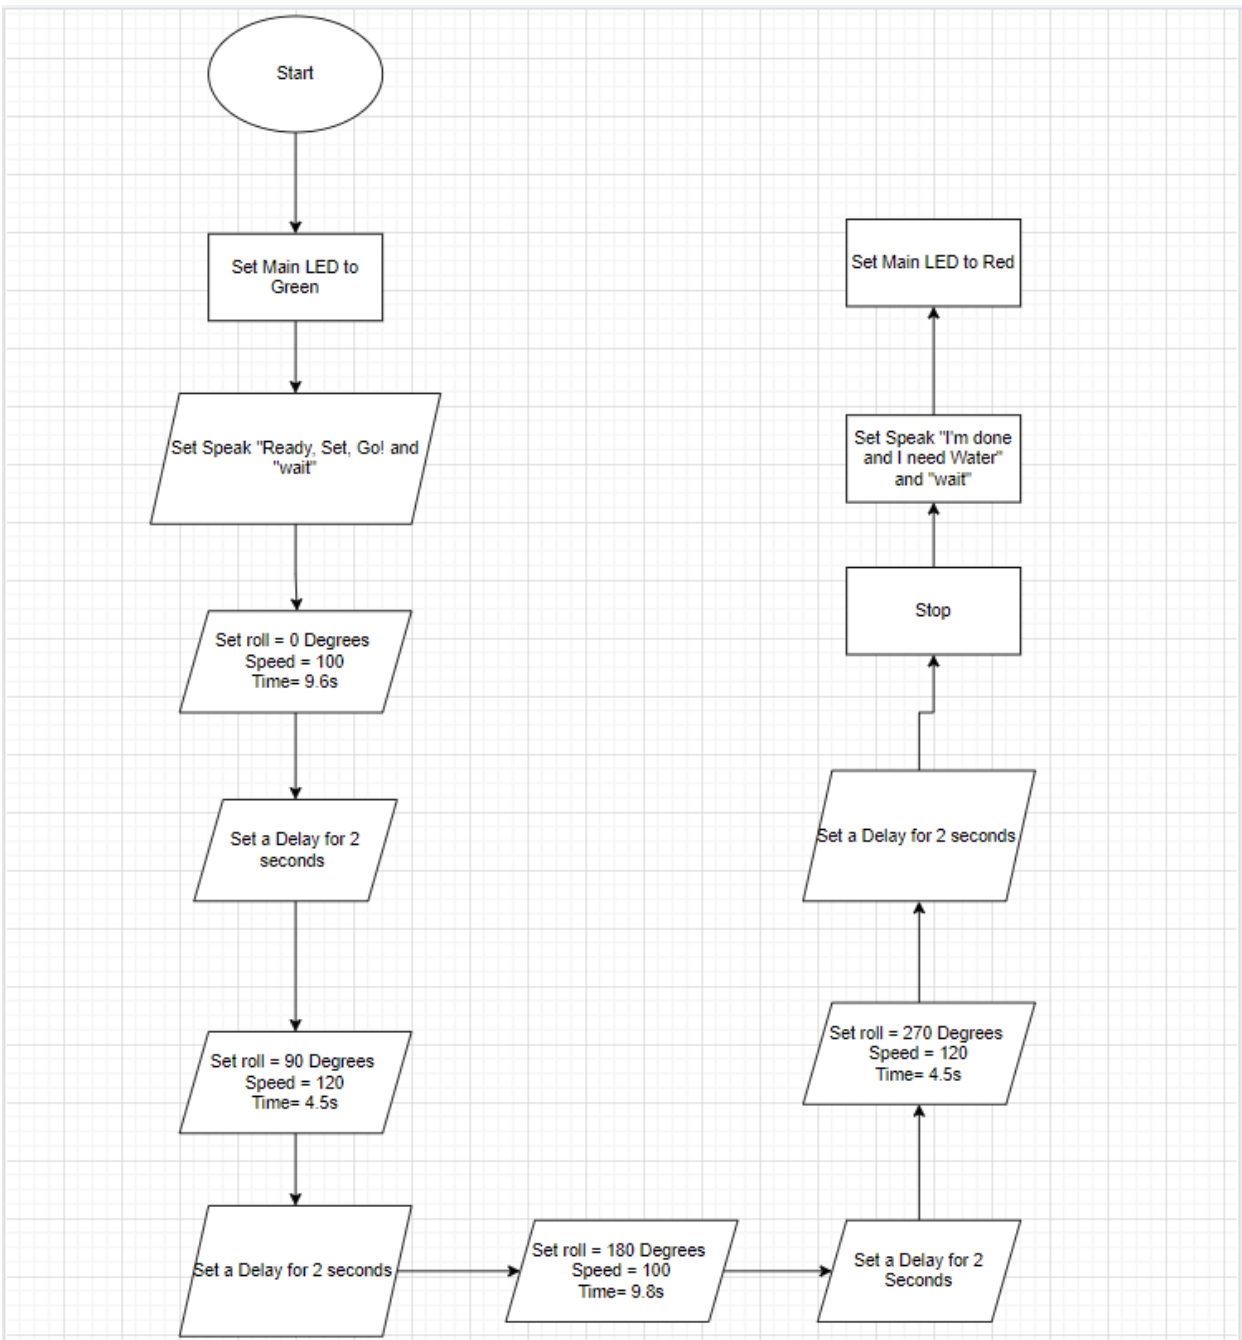 Start
Set Main LED to
Green
Set Speak "Ready, Set, Go! and
"wait"
Set roll = 0 Degrees
Speed = 100
Time= 9.6s
Set a Delay for 2
seconds
Set roll = 90 Degrees
Speed = 120
Time= 4.5s
Set a Delay for 2 seconds
Set roll = 180 Degrees
Speed = 100
Time= 9.8s
Set a Delay for 2
Seconds
Set roll = 270 Degrees
Speed = 120
Time= 4.5s
Set a Delay for 2 seconds
Stop
Set Speak "I'm done
and I need Water"
and "wait"
Set Main LED to Red